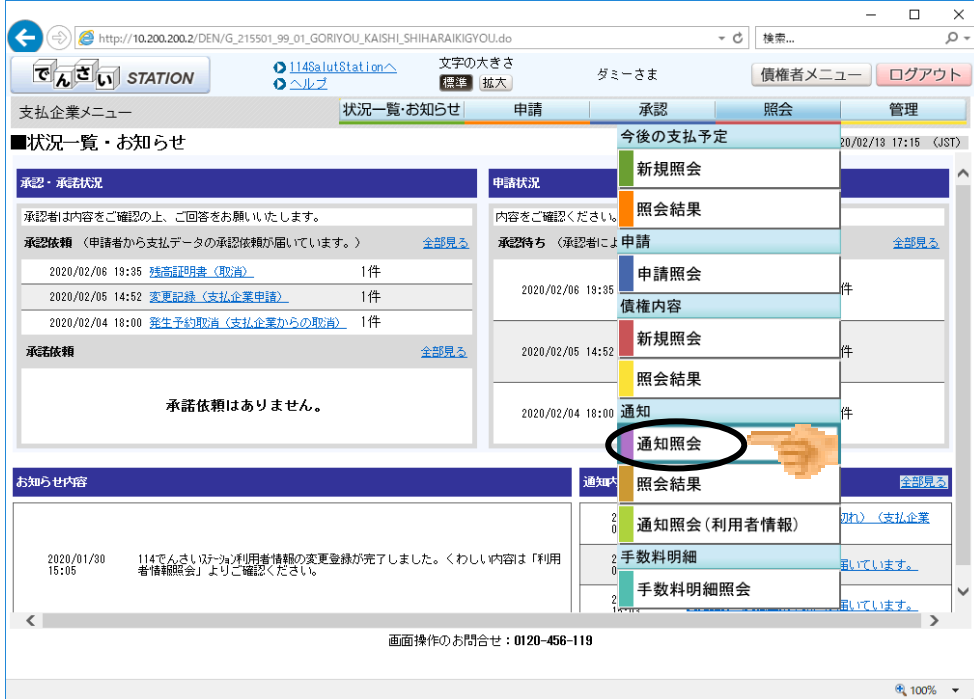 http://10.200.200.2/DEN/G_215501_99_01_GORIYOU_KAISHI_SHIHARAIKIGYOU.do
検索...
でんさい STATION
114SalutStationへ
ヘルプ
文字の大きさ
標準 拡大
ダミーさま
債権者メニュー
ログアウト
支払企業メニュー
状況一覧・お知らせ 申請 承認 照会 管理
■状況一覧・お知らせ
20/02/13 17:15 (JST)
今後の支払予定
新規照会
照会結果
申請
申請照会
債権内容
新規照会
照会結果
通知
通知照会
照会結果
通知照会(利用者情報)
手数料明細
手数料明細照会
承認・承諾状況
承認者は内容をご確認の上、ご回答をお願いいたします。
承認依頼 (申請者から支払データの承認依頼が届いています。) 全部見る
2020/02/06 19:35 残高証明書(取消) 1件
2020/02/05 14:52 変更記録(支払企業申請) 1件
2020/02/04 18:00 発生予約取消(支払企業からの取消) 1件
承諾依頼 全部見る
承諾依頼はありません。
申請状況
内容をご確認ください。
承認待ち (承認者によ 全部見る
2020/02/06 19:35 件
2020/02/05 14:52 件
2020/02/04 18:00 件
お知らせ内容
2020/01/30
15:05
114でんさいステーション利用者情報の変更登録が完了しました。くわしい内容は「利用
者情報照会」よりご確認ください。
通知内 全部見る
切れ) (支払企業
届いています。
届いています。
画面操作のお問合せ:0120-456-119
100%